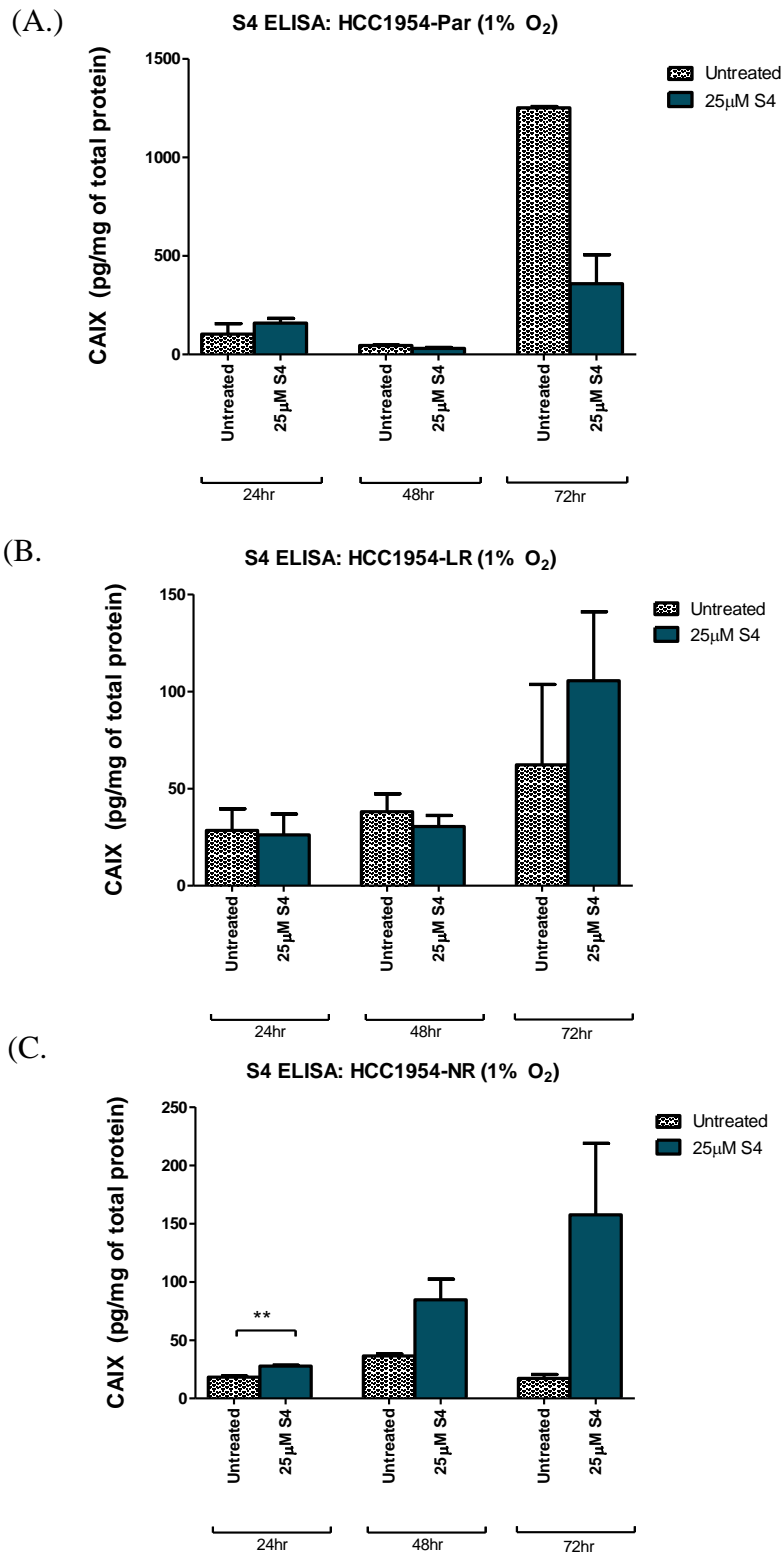 (A.)
S4 ELISA: HCC1954-Par (1% O₂)
CAIX (pg/mg of total protein)
1500
1000
500
0
Untreated
25μM S4
Untreated
25μM S4
Untreated
25μM S4
24hr
48hr
72hr
Untreated
25μM S4
(B.
S4 ELISA: HCC1954-LR (1% O₂)
CAIX (pg/mg of total protein)
150
100
50
0
Untreated
25μM S4
Untreated
25μM S4
Untreated
25μM S4
24hr
48hr
72hr
Untreated
25μM S4
(C.
S4 ELISA: HCC1954-NR (1% O₂)
CAIX (pg/mg of total protein)
250
200
150
100
50
0
**
Untreated
25μM S4
Untreated
25μM S4
Untreated
25μM S4
24hr
48hr
72hr
Untreated
25μM S4